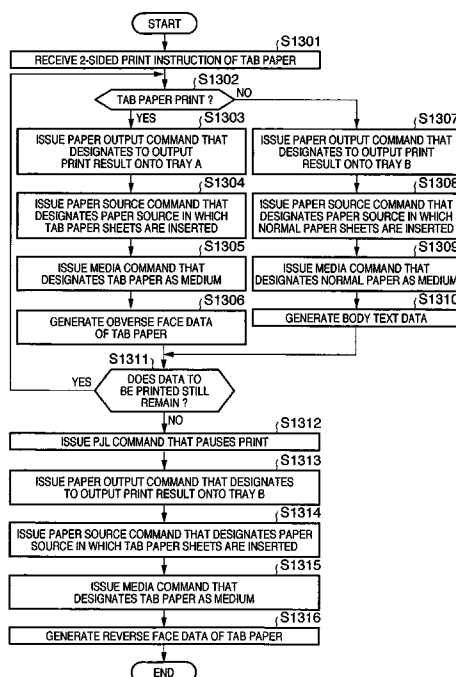 START
S1301
RECEIVE 2-SIDED PRINT INSTRUCTION OF TAB PAPER
S1302
TAB PAPER PRINT ?
NO
YES
S1303
ISSUE PAPER OUTPUT COMMAND THAT
DESIGNATES TO OUTPUT
PRINT RESULT ONTO TRAY A
S1304
ISSUE PAPER SOURCE COMMAND THAT
DESIGNATES PAPER SOURCE IN WHICH
TAB PAPER SHEETS ARE INSERTED
S1305
ISSUE MEDIA COMMAND THAT
DESIGNATES TAB PAPER AS MEDIUM
S1306
GENERATE OBVERSE FACE DATA
OF TAB PAPER
S1307
ISSUE PAPER OUTPUT COMMAND THAT
DESIGNATES TO OUTPUT PRINT
RESULT ONTO TRAY B
S1308
ISSUE PAPER SOURCE COMMAND THAT
DESIGNATES PAPER SOURCE IN WHICH
NORMAL PAPER SHEETS ARE INSERTED
S1309
ISSUE MEDIA COMMAND THAT
DESIGNATES NORMAL PAPER AS MEDIUM
S1310
GENERATE BODY TEXT DATA
S1311
YES
DOES DATA TO
BE PRINTED STILL
REMAIN ?
NO
S1312
ISSUE PJL COMMAND THAT PAUSES PRINT
S1313
ISSUE PAPER OUTPUT COMMAND THAT DESIGNATES
TO OUTPUT PRINT RESULT ONTO TRAY B
S1314
ISSUE PAPER SOURCE COMMAND THAT DESIGNATES PAPER
SOURCE IN WHICH TAB PAPER SHEETS ARE INSERTED
S1315
ISSUE MEDIA COMMAND THAT
DESIGNATES TAB PAPER AS MEDIUM
S1316
GENERATE REVERSE FACE DATA OF TAB PAPER
END